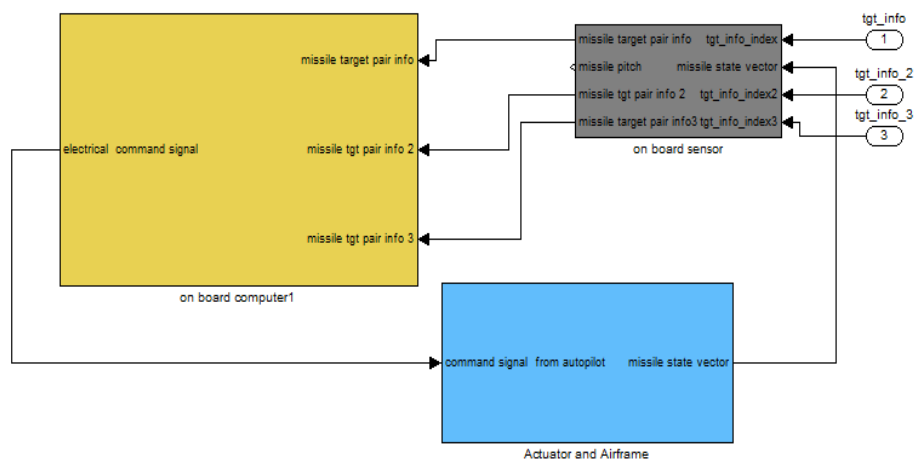 tgt_info
1
missile target pair info
tgt_info_index
missile target pair info
missile pitch
missile state vector
tgt_info_2
missile tgt pair info 2
tgt_info_index2
2
tgt_info_3
missile target pair info3
tgt_info_index3
3
electrical command signal
missile tgt pair info 2
on board sensor
missile tgt pair info 3
on board computer1
command signal from autopilot
missile state vector
Actuator and Airframe